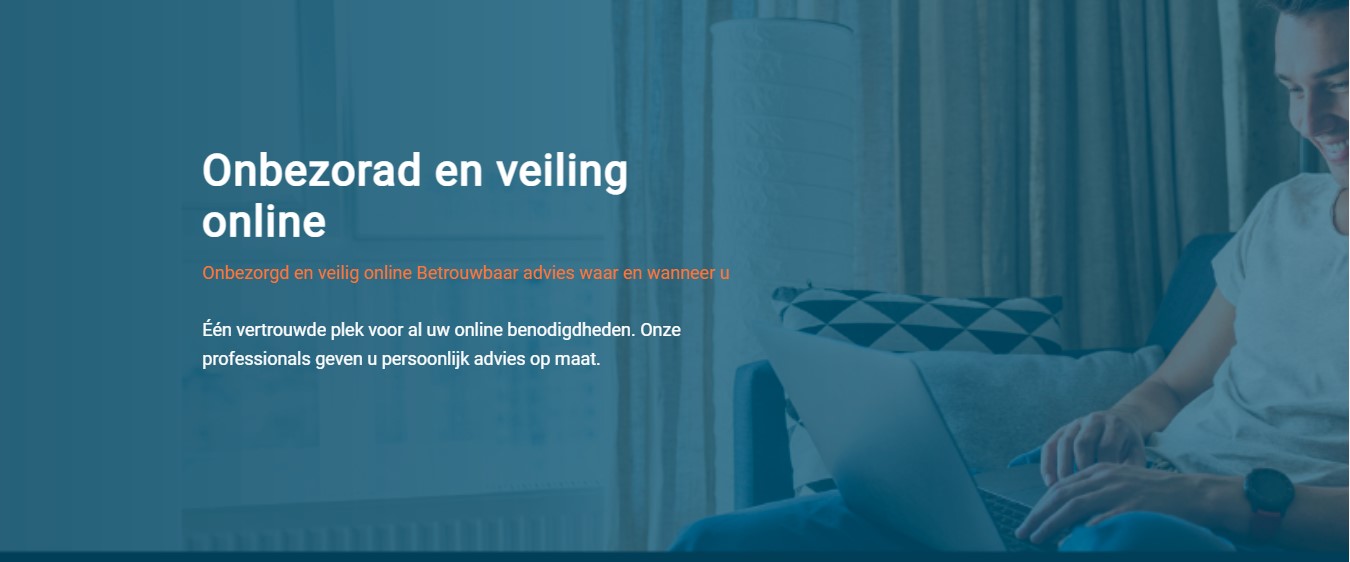 Onbezorad en veiling
online
Onbezorgd en veilig online Betrouwbaar advies waar en wanneer u
Één vertrouwde plek voor al uw online benodigdheden. Onze
professionals geven u persoonlijk advies op maat.